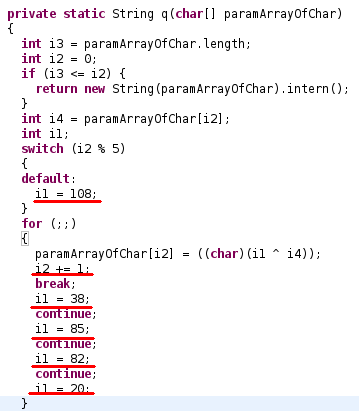 private static String q(char[] paramArrayOfChar)
{
int i3 = paramArrayOfChar.length;
int i2 = 0;
if (i3 <= i2) {
return new String(paramArrayOfChar).intern();
}
int i4 = paramArrayOfChar[i2];
int i1;
switch (i2 % 5)
{
default:
i1 = 108;
}
for (;;)
{
paramArrayOfChar[i2] = ((char)(i1 ^ i4));
i2 += 1;
break;
i1 = 38;
continue;
i1 = 85;
continue;
i1 = 82;
continue;
i1 = 20;
}